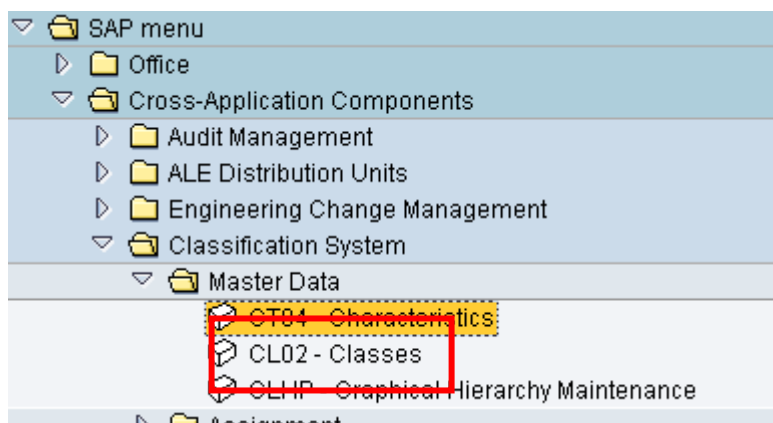 SAP menu
Office
Cross-Application Components
Audit Management
ALE Distribution Units
Engineering Change Management
Classification System
Master Data
CT04 - Characteristics
CL02 - Classes
Graphical Hierarchy Maintenance